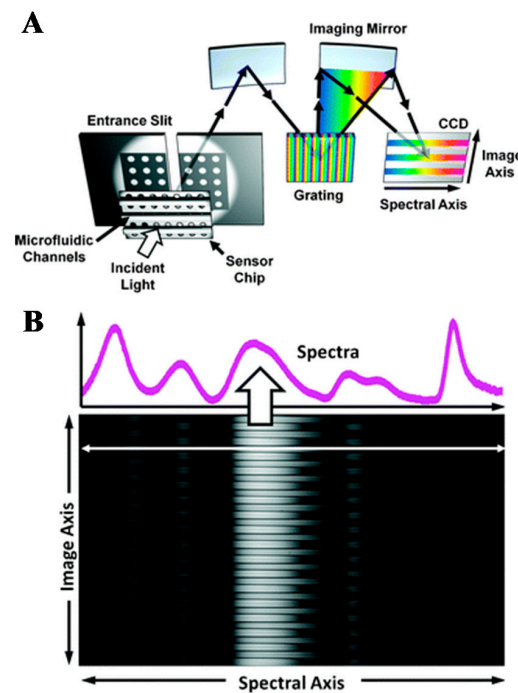 A
Imaging Mirror
Entrance Slit
CCD
Image
Axis
Grating
Spectral Axis
Microfluidic
Channels
Incident
Light
Sensor
Chip
B
Spectra
Image Axis
Spectral Axis